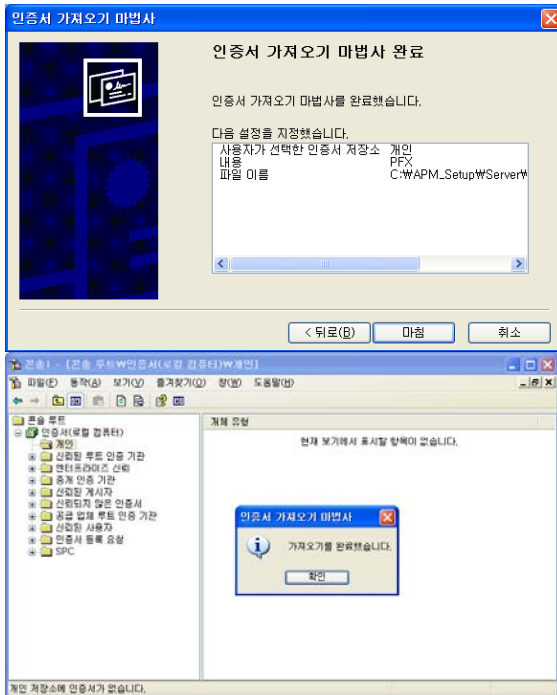 인증서 가져오기 마법사
인증서 가져오기 마법사 완료
인증서 가져오기 마법사를 완료했습니다.
다음 설정을 지정했습니다.
사용자가 선택한 인증서 저장소 개인
내용 PFX
파일 이름 C:₩APM_Setup₩Server₩
< 뒤로(B) 마침 취소
콘솔1 - [콘솔 루트₩인증서(로컬 컴퓨터)₩개인]
파일(F) 동작(A) 보기(V) 즐겨찾기(O) 창(W) 도움말(H)
콘솔 루트
인증서(로컬 컴퓨터)
개인
신뢰된 루트 인증 기관
엔터프라이즈 신뢰
중개 인증 기관
신뢰된 게시자
신뢰되지 않은 인증서
공급 업체 루트 인증 기관
신뢰된 사용자
인증서 등록 요청
SPC
개체 유형
현재 보기에서 표시할 항목이 없습니다.
인증서 가져오기 마법사
가져오기를 완료했습니다.
확인
개인 저장소에 인증서가 없습니다.